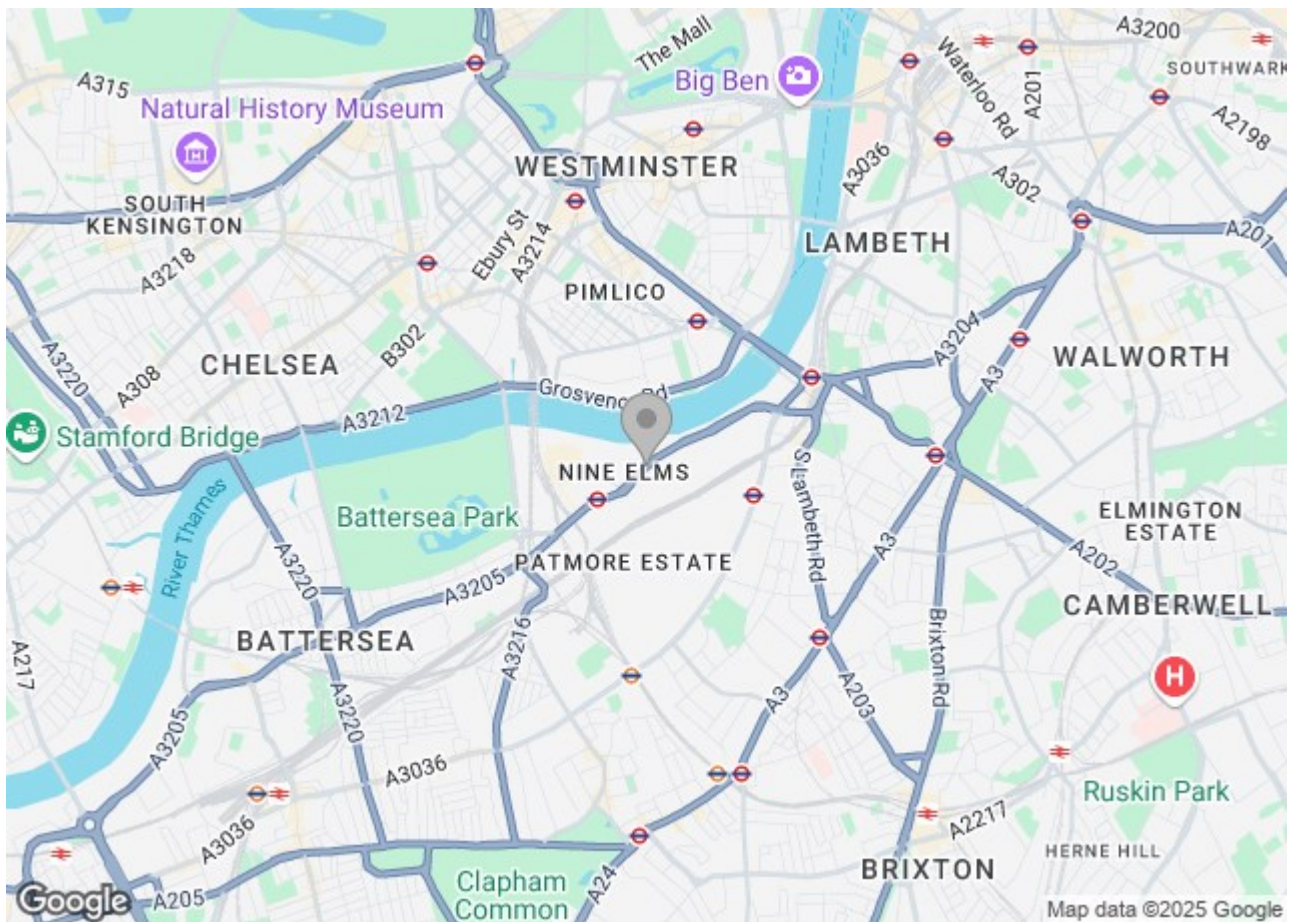 A3200
The Mall
Waterloo Rd
A201
SOUTHWARK
A315
Big Ben
Natural History Museum
A2198
A3036
WESTMINSTER
A302
SOUTH
KENSINGTON
Ebury St
A3214
A201
A3218
LAMBETH
PIMLICO
B302
A3204
A3220
A308
CHELSEA
WALWORTH
A3
Grosvenor Rd
A3212
Stamford Bridge
NINE ELMS
S Lambeth Rd
River Thames
Battersea Park
ELMINGTON
ESTATE
A3
A202
A3220
PATMORE ESTATE
A3205
CAMBERWELL
BATTERSEA
A3216
Brixton Rd
A217
H
A203
A3
A3205
A3220
A3036
Ruskin Park
A3036
A2217
HERNE HILL
BRIXTON
A24
Clapham
Common
A205
Google
Map data ©2025 Google